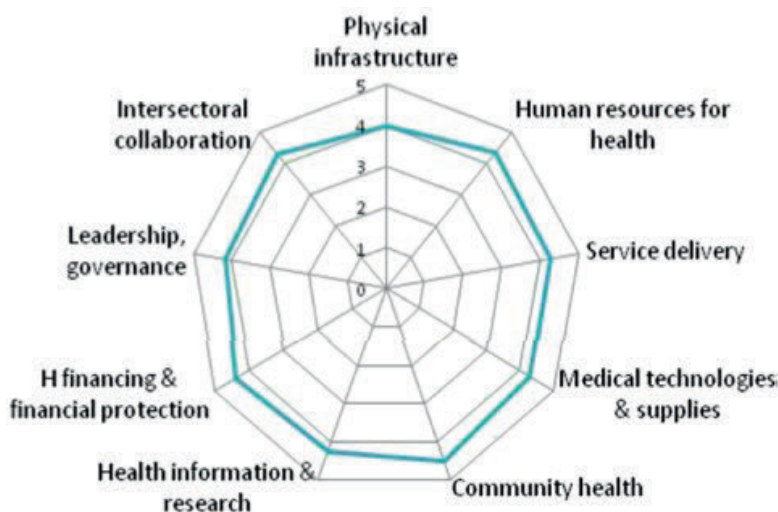 Physical
infrastructure
Human resources for
health
Service delivery
Medical technologies
& supplies
Community health
Health information &
research
H financing &
financial protection
Leadership,
governance
Intersectoral
collaboration
5
4
3
2
1
0